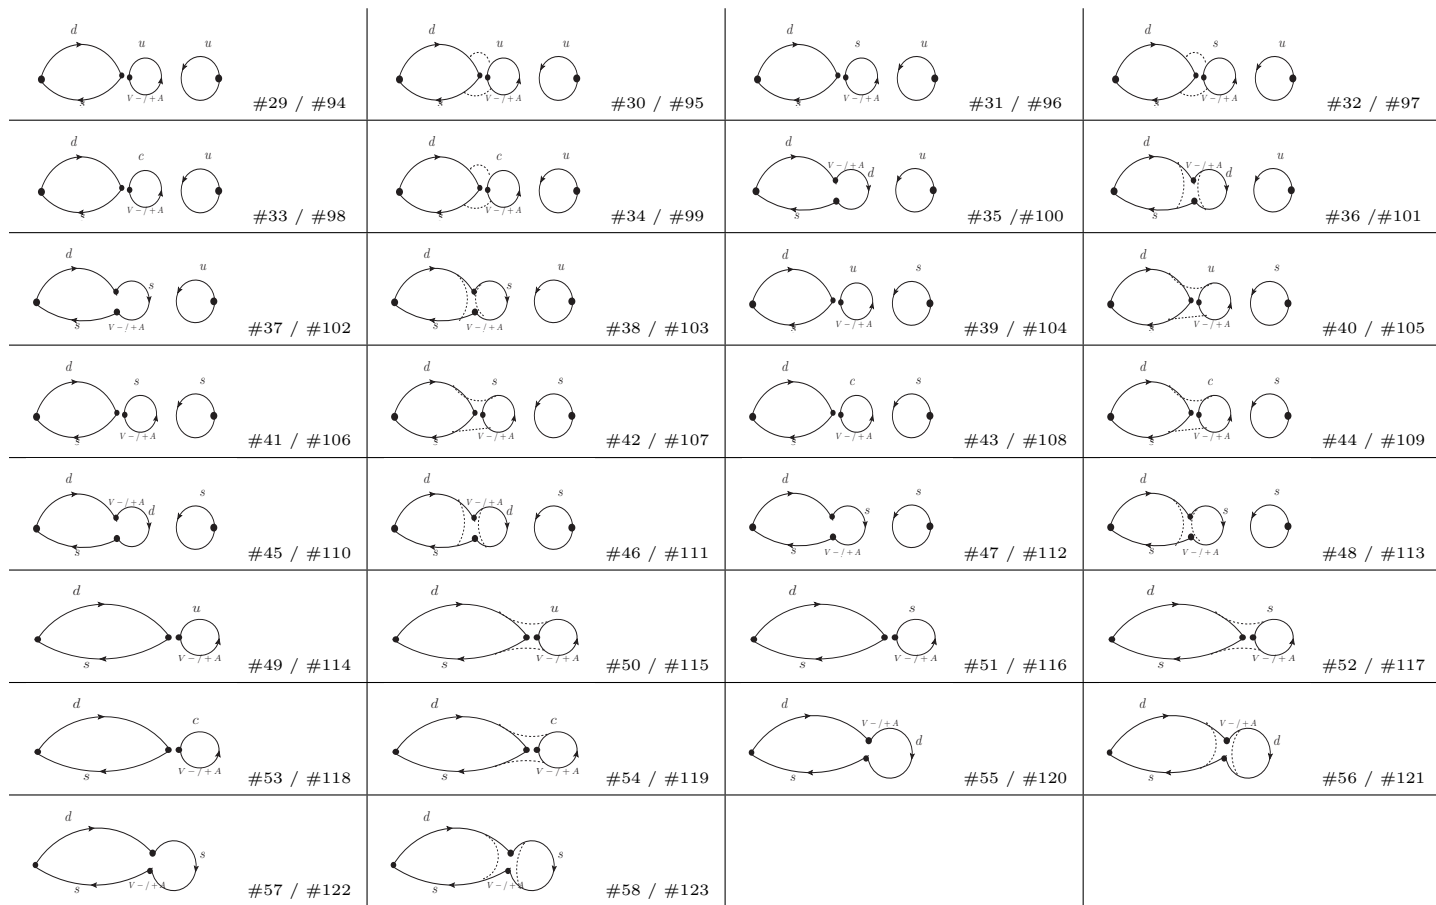 d u u
V−/+A
s
#29 / #94
d u u
V−/+A
s
#30 / #95
d s u
V−/+A
s
#31 / #96
d s u
V−/+A
s
#32 / #97
d c u
V−/+A
s
#33 / #98
d c u
V−/+A
s
#34 / #99
d u
V−/+A
d
s
#35 /#100
d u
V−/+A
d
s
#36 /#101
d u
s
s V−/+A
#37 / #102
d u
s
s V−/+A
#38 / #103
d u s
s V−/+A
#39 / #104
d u s
s V−/+A
#40 / #105
d s s
s V−/+A
#41 / #106
d s s
s V−/+A
#42 / #107
d c s
s V−/+A
#43 / #108
d c s
s V−/+A
#44 / #109
d s
V−/+A
d
s
#45 / #110
d s
V−/+A
d
s
#46 / #111
d s
s
s V−/+A
#47 / #112
d s
s
s V−/+A
#48 / #113
d u
s V−/+A
#49 / #114
d u
s V−/+A
#50 / #115
d s
s V−/+A
#51 / #116
d s
s V−/+A
#52 / #117
d c
s V−/+A
#53 / #118
d c
s V−/+A
#54 / #119
d
V−/+A
d
s
#55 / #120
d
V−/+A
d
s
#56 / #121
d
s
s V−/+A
#57 / #122
d
s
s V−/+A
#58 / #123